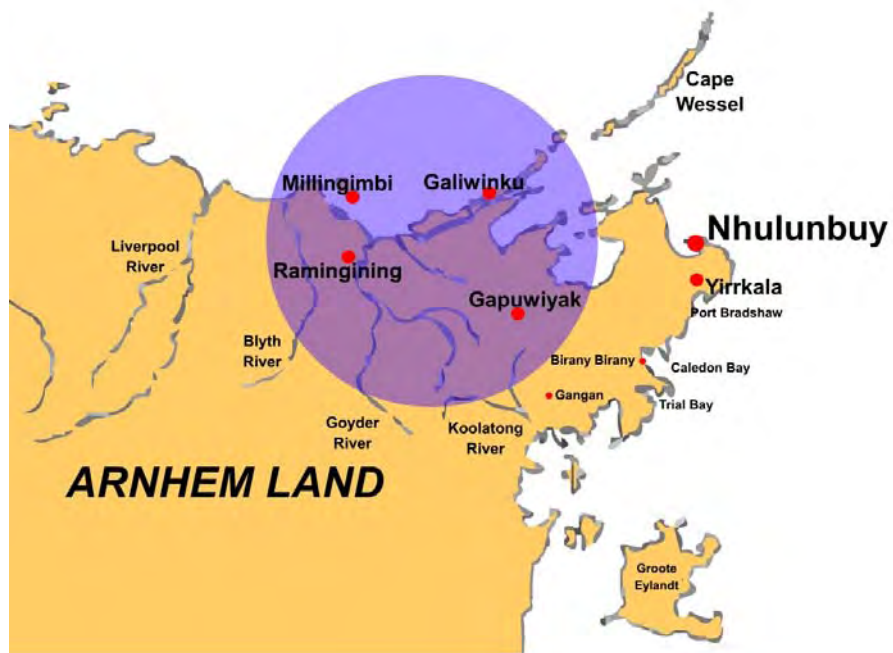 Cape
Wessel
Millingimbi
Galiwinku
Nhulunbuy
Liverpool
River
Ramingining
Yirrkala
Gapuwiyak
Port Bradshaw
Blyth
River
Birany Birany
Caledon Bay
Gangan
Trial Bay
Goyder
River
Koolatong
River
ARNHEM LAND
Groote
Eylandt